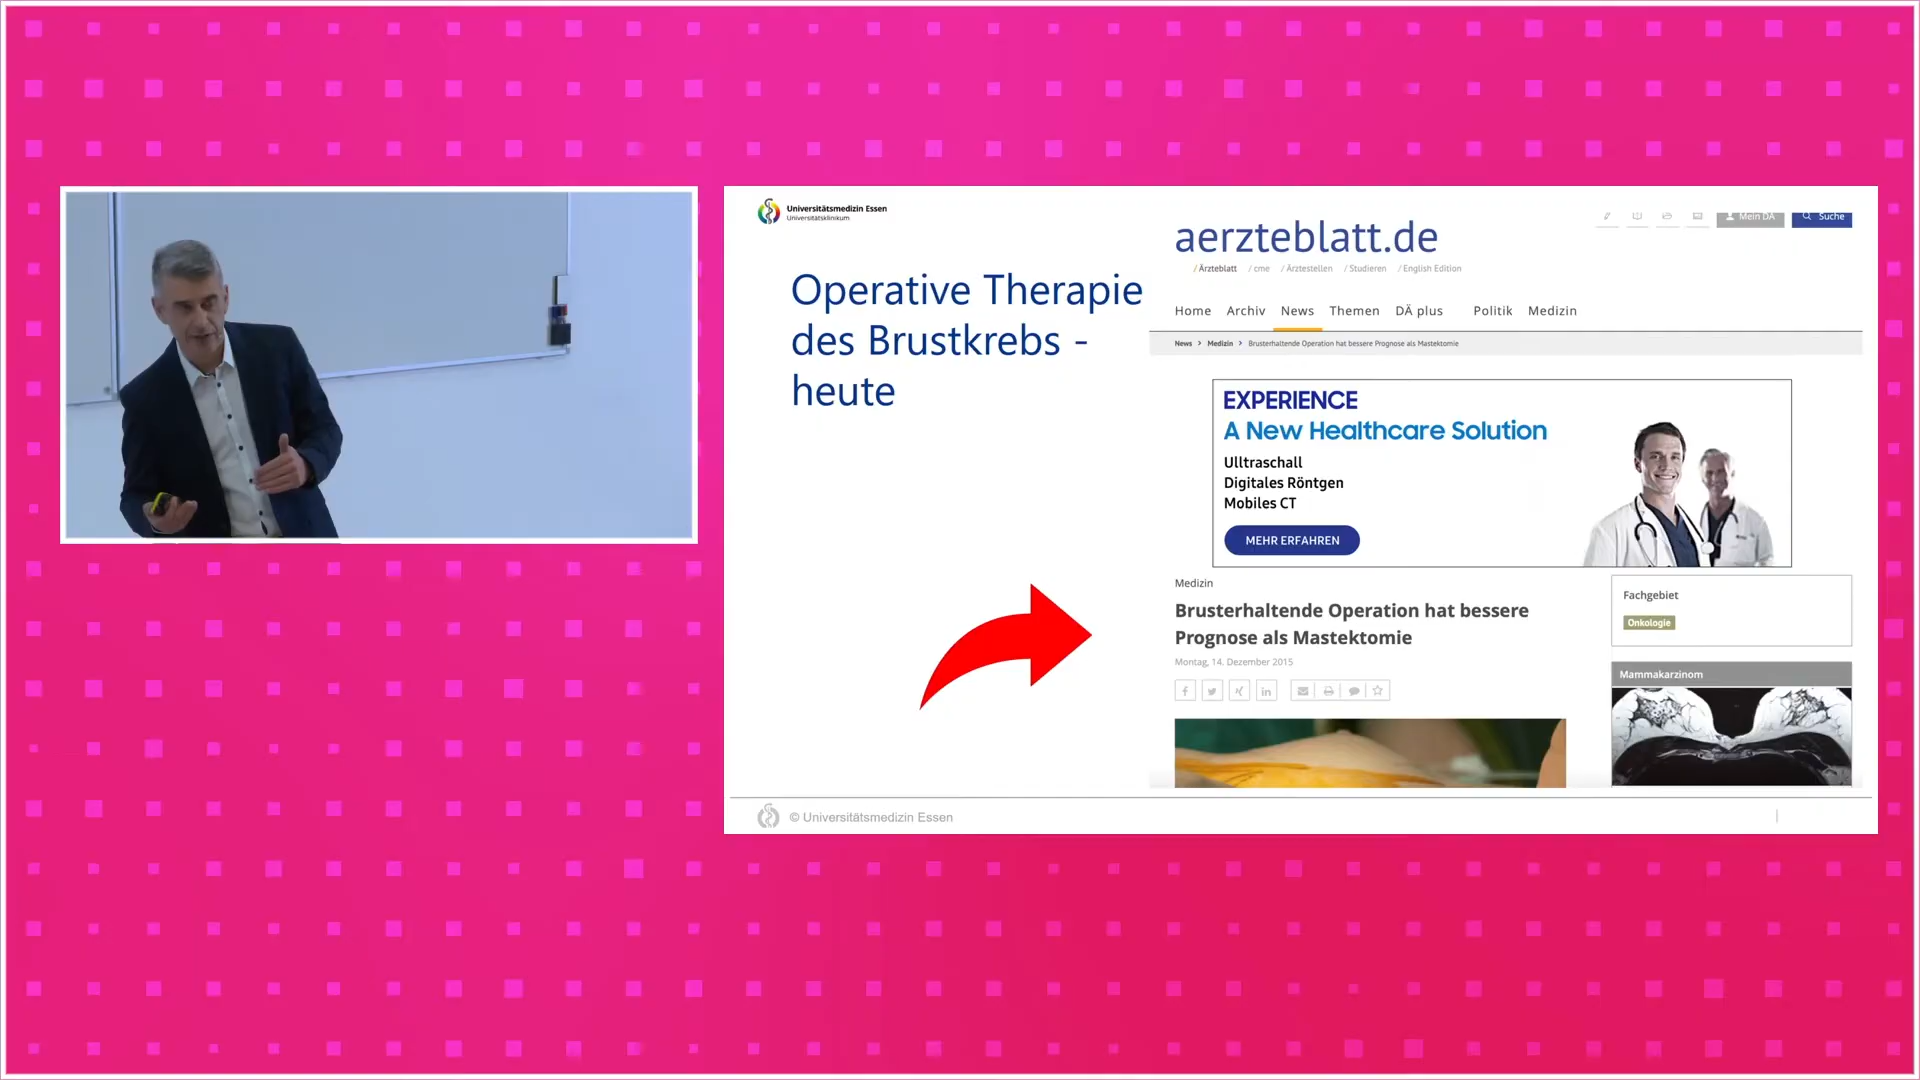 Universitätsmedizin Essen
Universitätsklinikum
Operative Therapie
des Brustkrebs -
heute
aerzteblatt.de
Mein DÄ
Suche
/ Ärzteblatt / cme / Ärztestellen / Studieren / English Edition
Home Archiv News Themen DÄ plus Politik Medizin
News > Medizin > Brusterhaltende Operation hat bessere Prognose als Mastektomie
EXPERIENCE
A New Healthcare Solution
Ulltraschall
Digitales Röntgen
Mobiles CT
MEHR ERFAHREN
Medizin
Brusterhaltende Operation hat bessere
Prognose als Mastektomie
Montag, 14. Dezember 2015
Fachgebiet
Onkologie
Mammakarzinom
© Universitätsmedizin Essen